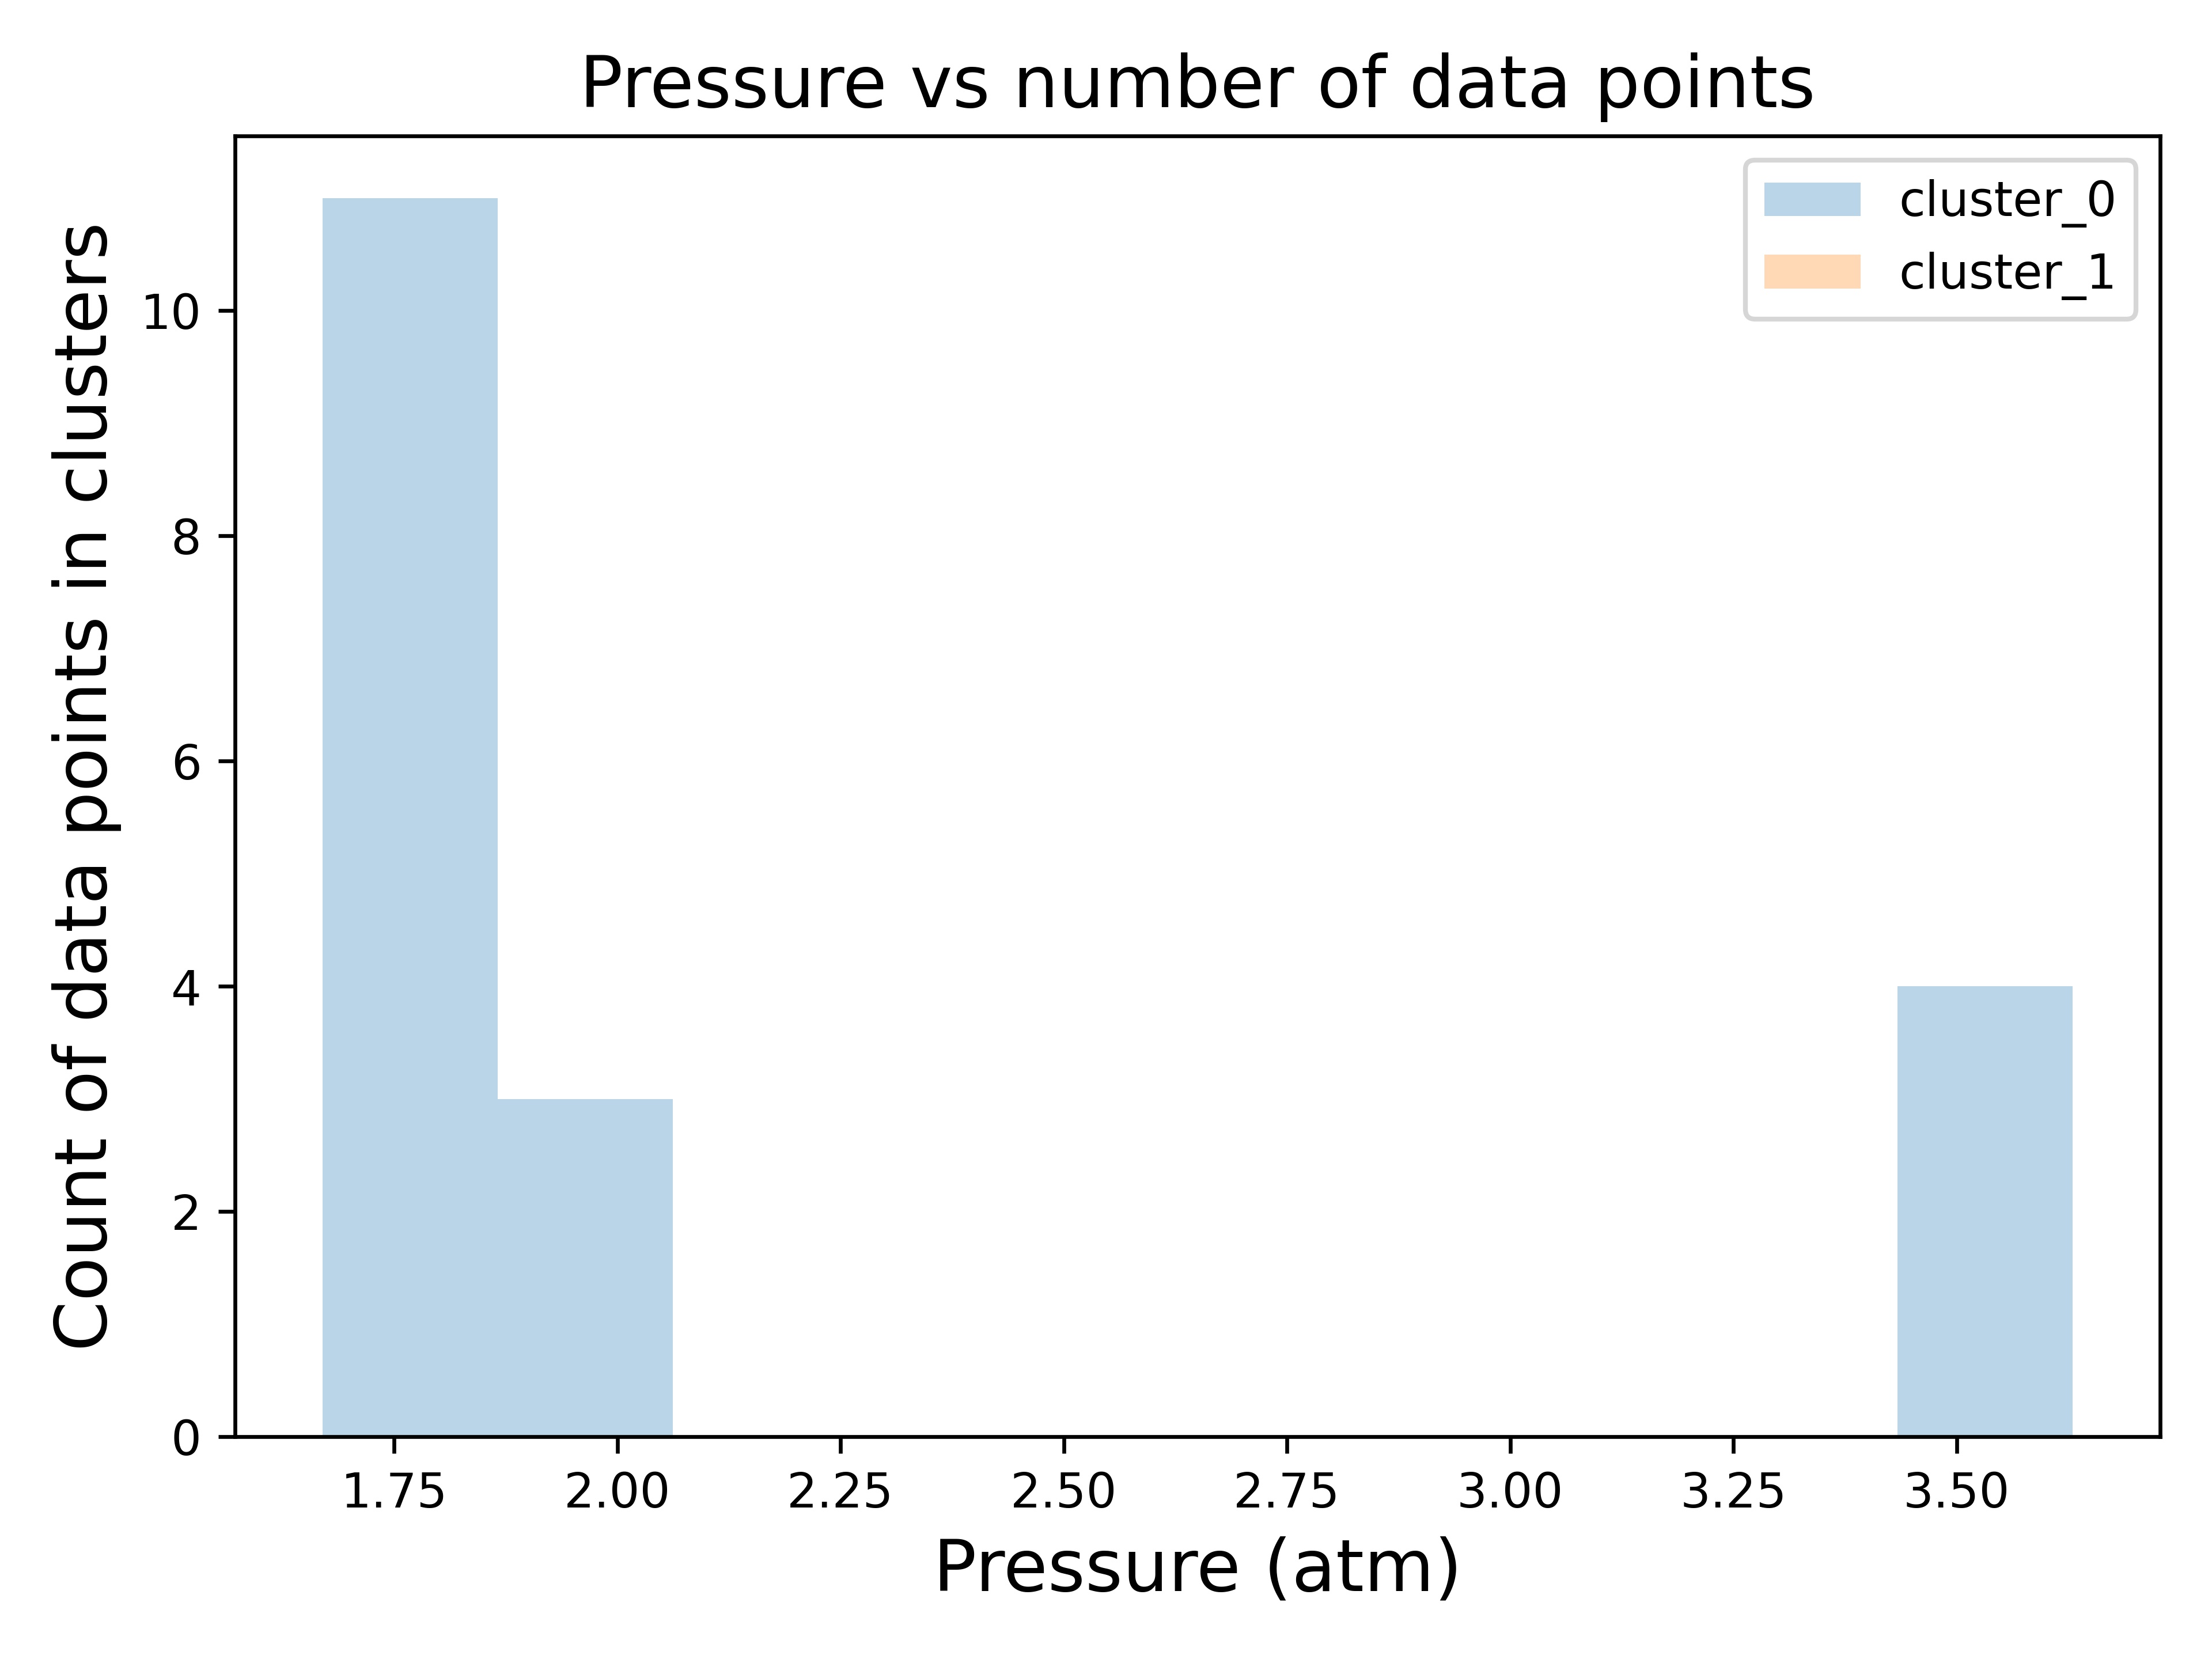 Pressure vs number of data points
cluster_0
cluster_1
Count of data points in clusters
10
8
6
4
2
0
1.75 2.00 2.25 2.50 2.75 3.00 3.25 3.50
Pressure (atm)